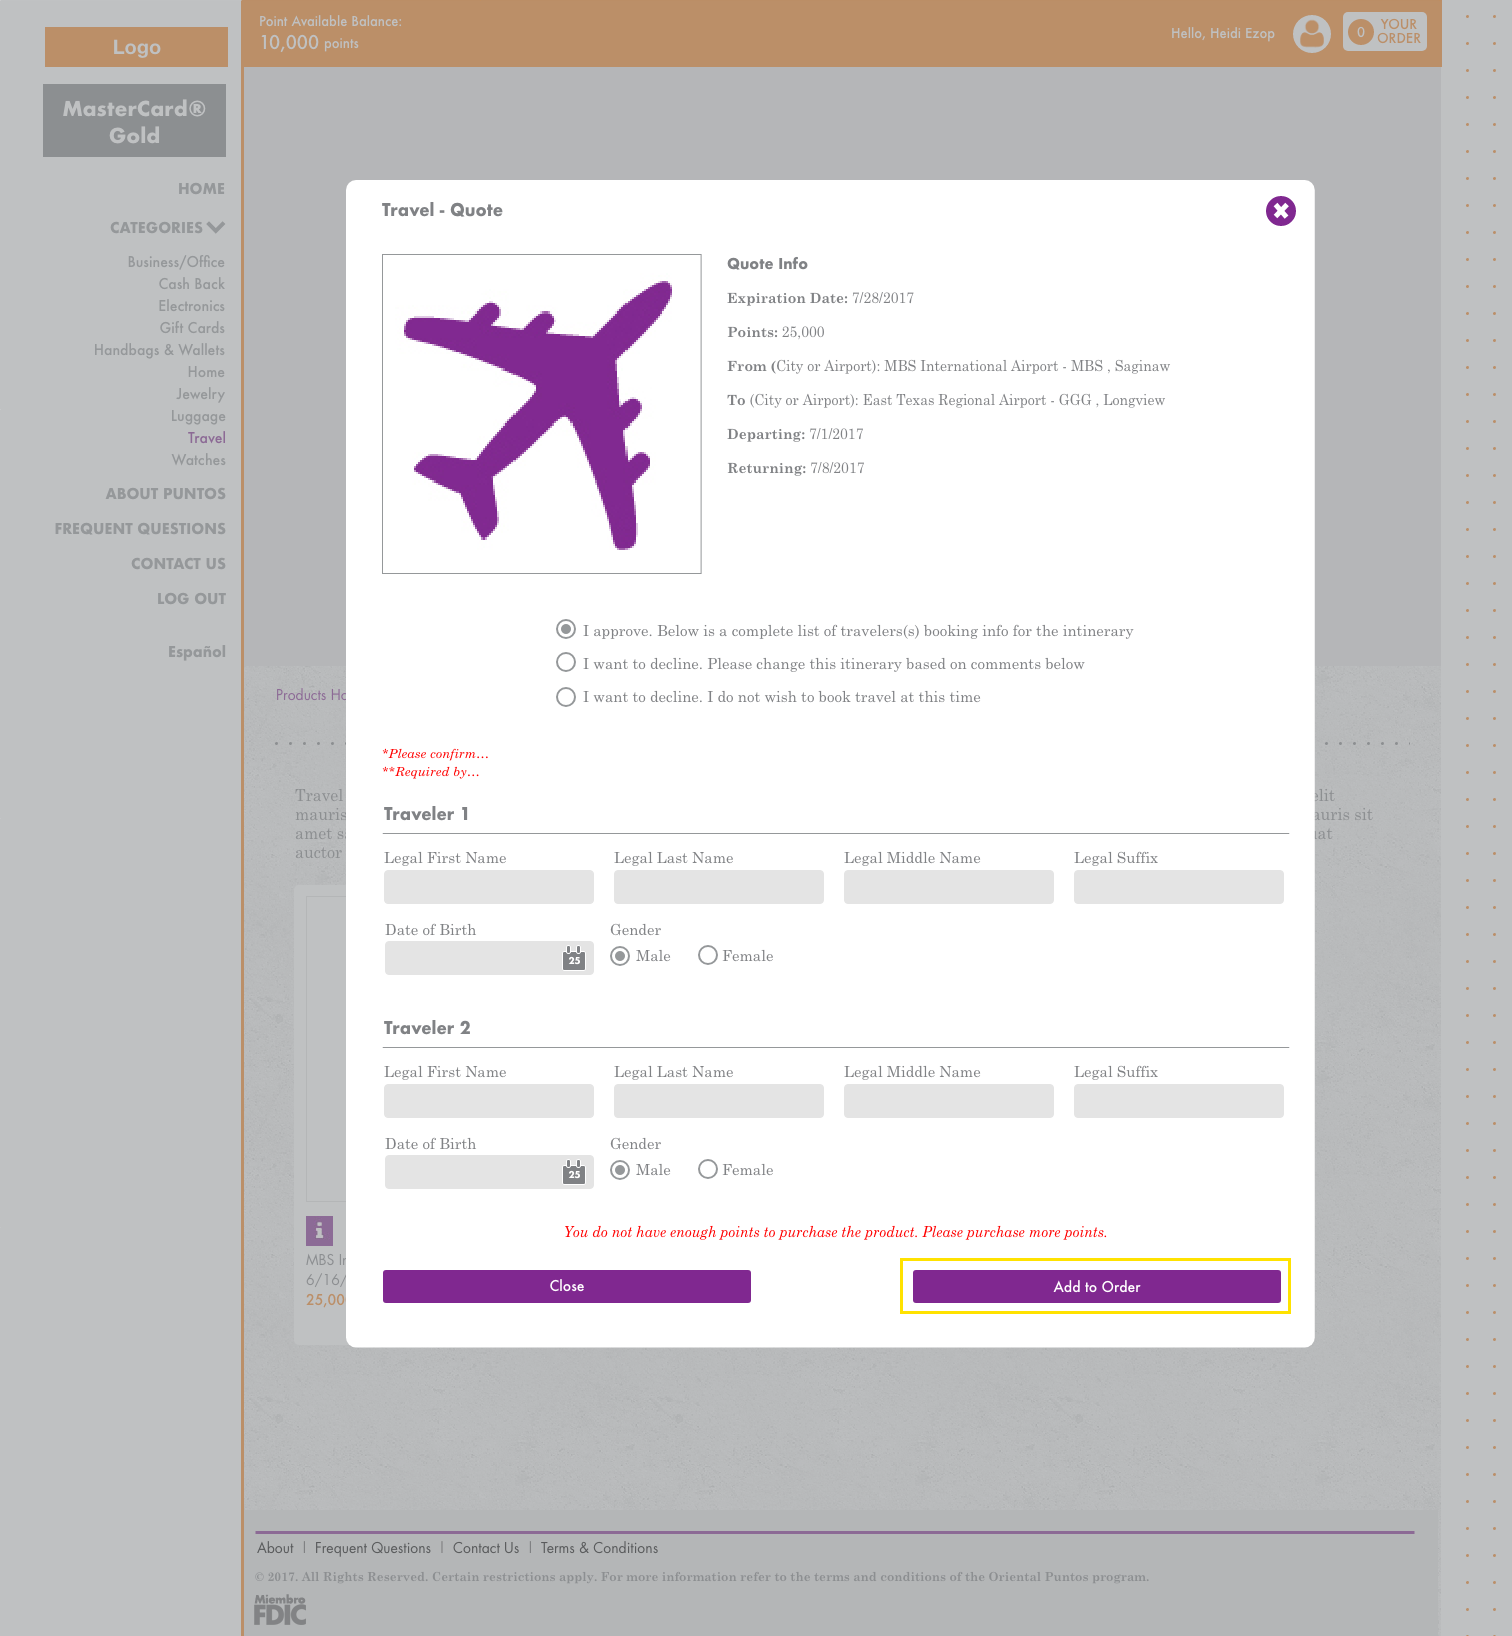 Logo
MasterCard®
Gold
HOME
CATEGORIES
Business/Office
Cash Back
Electronics
Gift Cards
Handbags & Wallets
Home
Jewelry
Luggage
Travel
Watches
ABOUT PUNTOS
FREQUENT QUESTIONS
CONTACT US
LOG OUT
Español
Point Available Balance:
10,000 points
Hello, Heidi Ezop
0
YOUR
ORDER
Travel - Quote
Quote Info
Expiration Date: 7/28/2017
Points: 25,000
From (City or Airport): MBS International Airport - MBS , Saginaw
To (City or Airport): East Texas Regional Airport - GGG , Longview
Departing: 7/1/2017
Returning: 7/8/2017
I approve. Below is a complete list of travelers(s) booking info for the intinerary
I want to decline. Please change this itinerary based on comments below
I want to decline. I do not wish to book travel at this time
*Please confirm...
**Required by...
Traveler 1
Legal First Name Legal Last Name Legal Middle Name Legal Suffix
Date of Birth Gender
25 Male Female
Traveler 2
Legal First Name Legal Last Name Legal Middle Name Legal Suffix
Date of Birth Gender
25 Male Female
You do not have enough points to purchase the product. Please purchase more points.
Close Add to Order
Products
Travel
mauris sit
amet
auctor
MBS
6/16/
25,00
About | Frequent Questions | Contact Us | Terms & Conditions
© 2017. All Rights Reserved. Certain restrictions apply. For more information refer to the terms and conditions of the Oriental Puntos program.
Miembro
FDIC